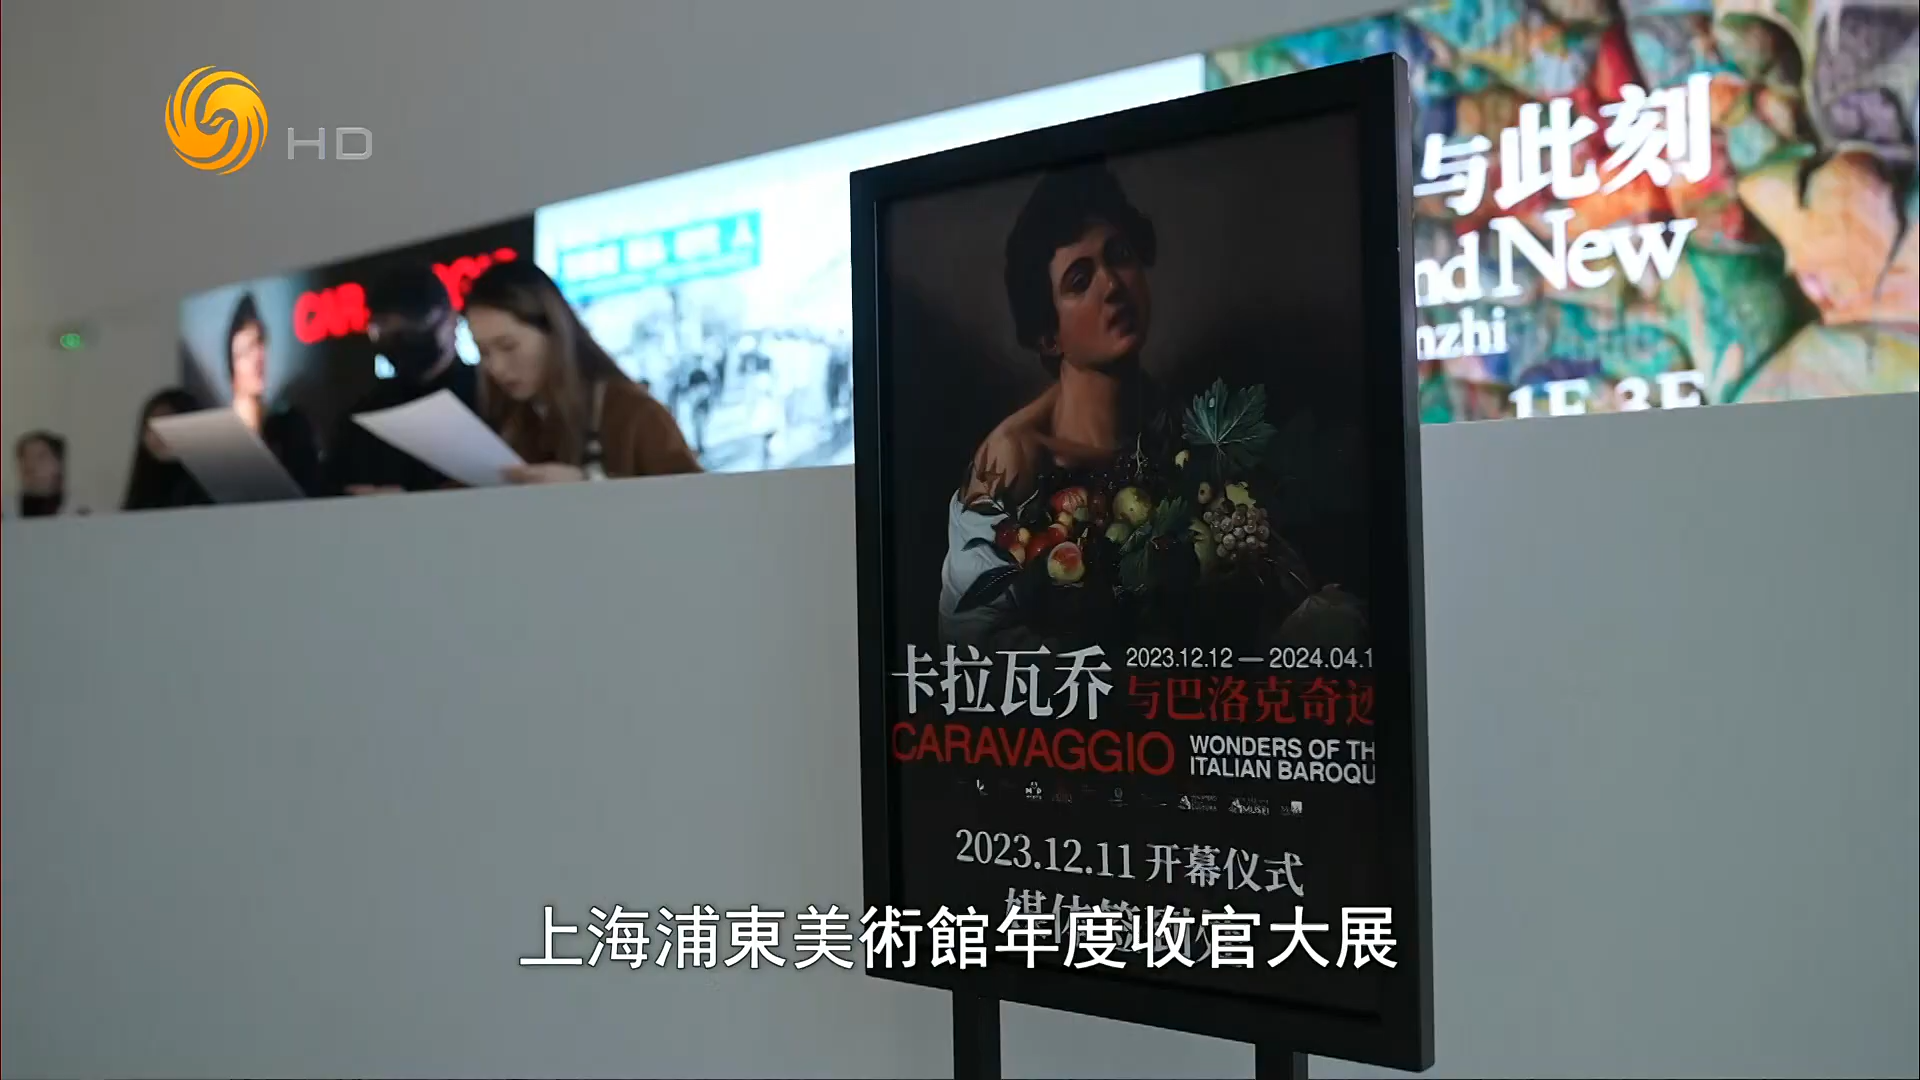 HD
与此刻
nd New
nzhi
1F 3F
卡拉瓦乔
2023.12.12 — 2024.04.1
与巴洛克奇迹
CARAVAGGIO
WONDERS OF TH
ITALIAN BAROQU
2023.12.11 开幕仪式
上海浦東美術館年度收官大展